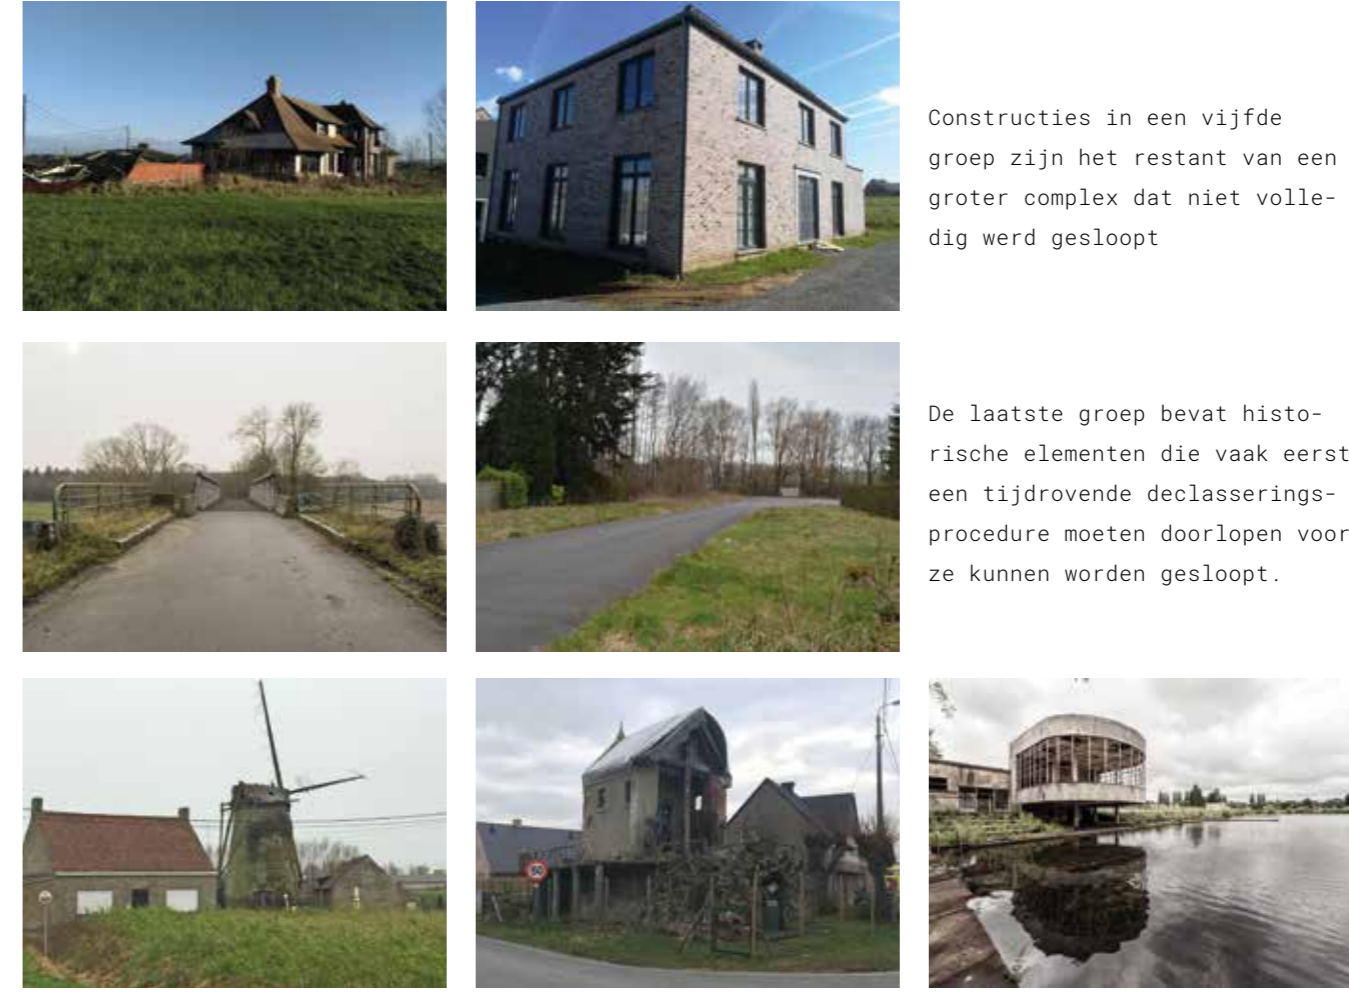 Constructies in een vijfde
groep zijn het restant van een
groter complex dat niet volle-
dig werd gesloopt
De laatste groep bevat histo-
rische elementen die vaak eerst
een tijdrovende declasserings-
procedure moeten doorlopen voor
ze kunnen worden gesloopt.
50